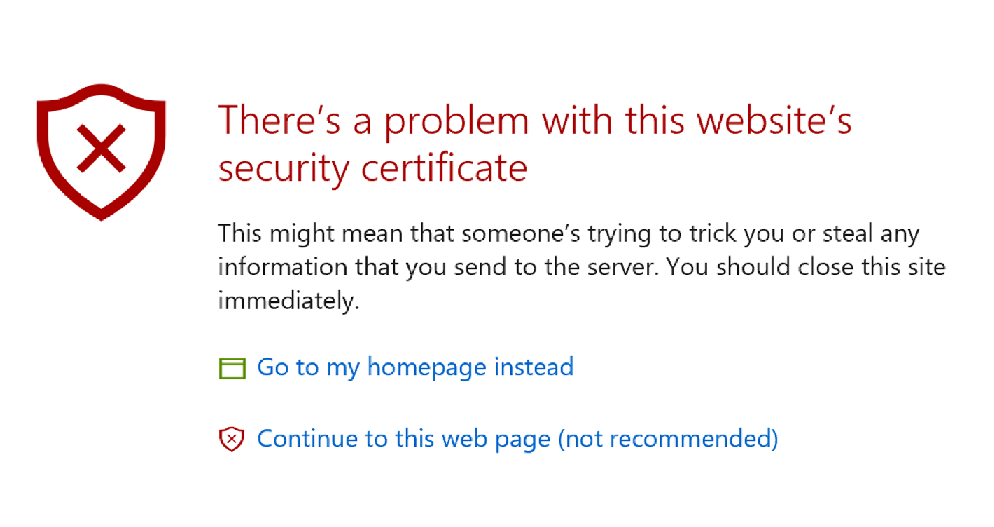 There’s a problem with this website’s
security certificate
This might mean that someone’s trying to trick you or steal any
information that you send to the server. You should close this site
immediately.
Go to my homepage instead
Continue to this web page (not recommended)